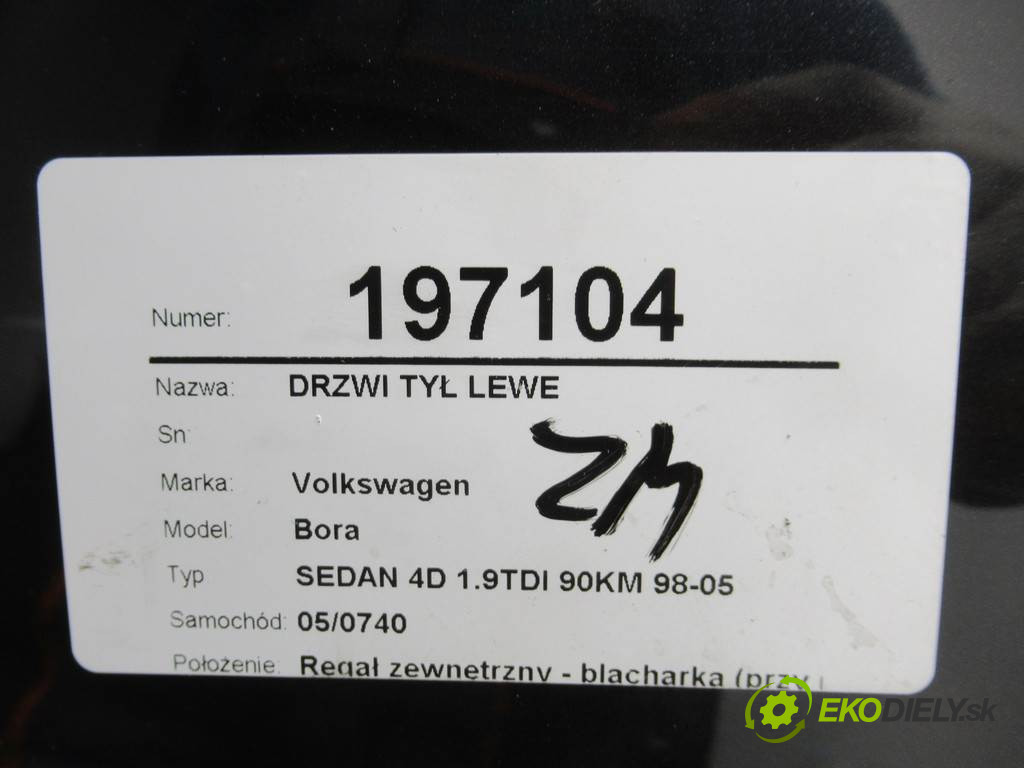 Numer: 197104
Nazwa: DRZWI TYŁ LEWE
Sn:
Marka: Volkswagen
Model: Bora
Typ SEDAN 4D 1.9TDI 90KM 98-05
Samochód: 05/0740
Położenie: Regał zewnętrzny - blacharka (przy
EKODIELY.sk